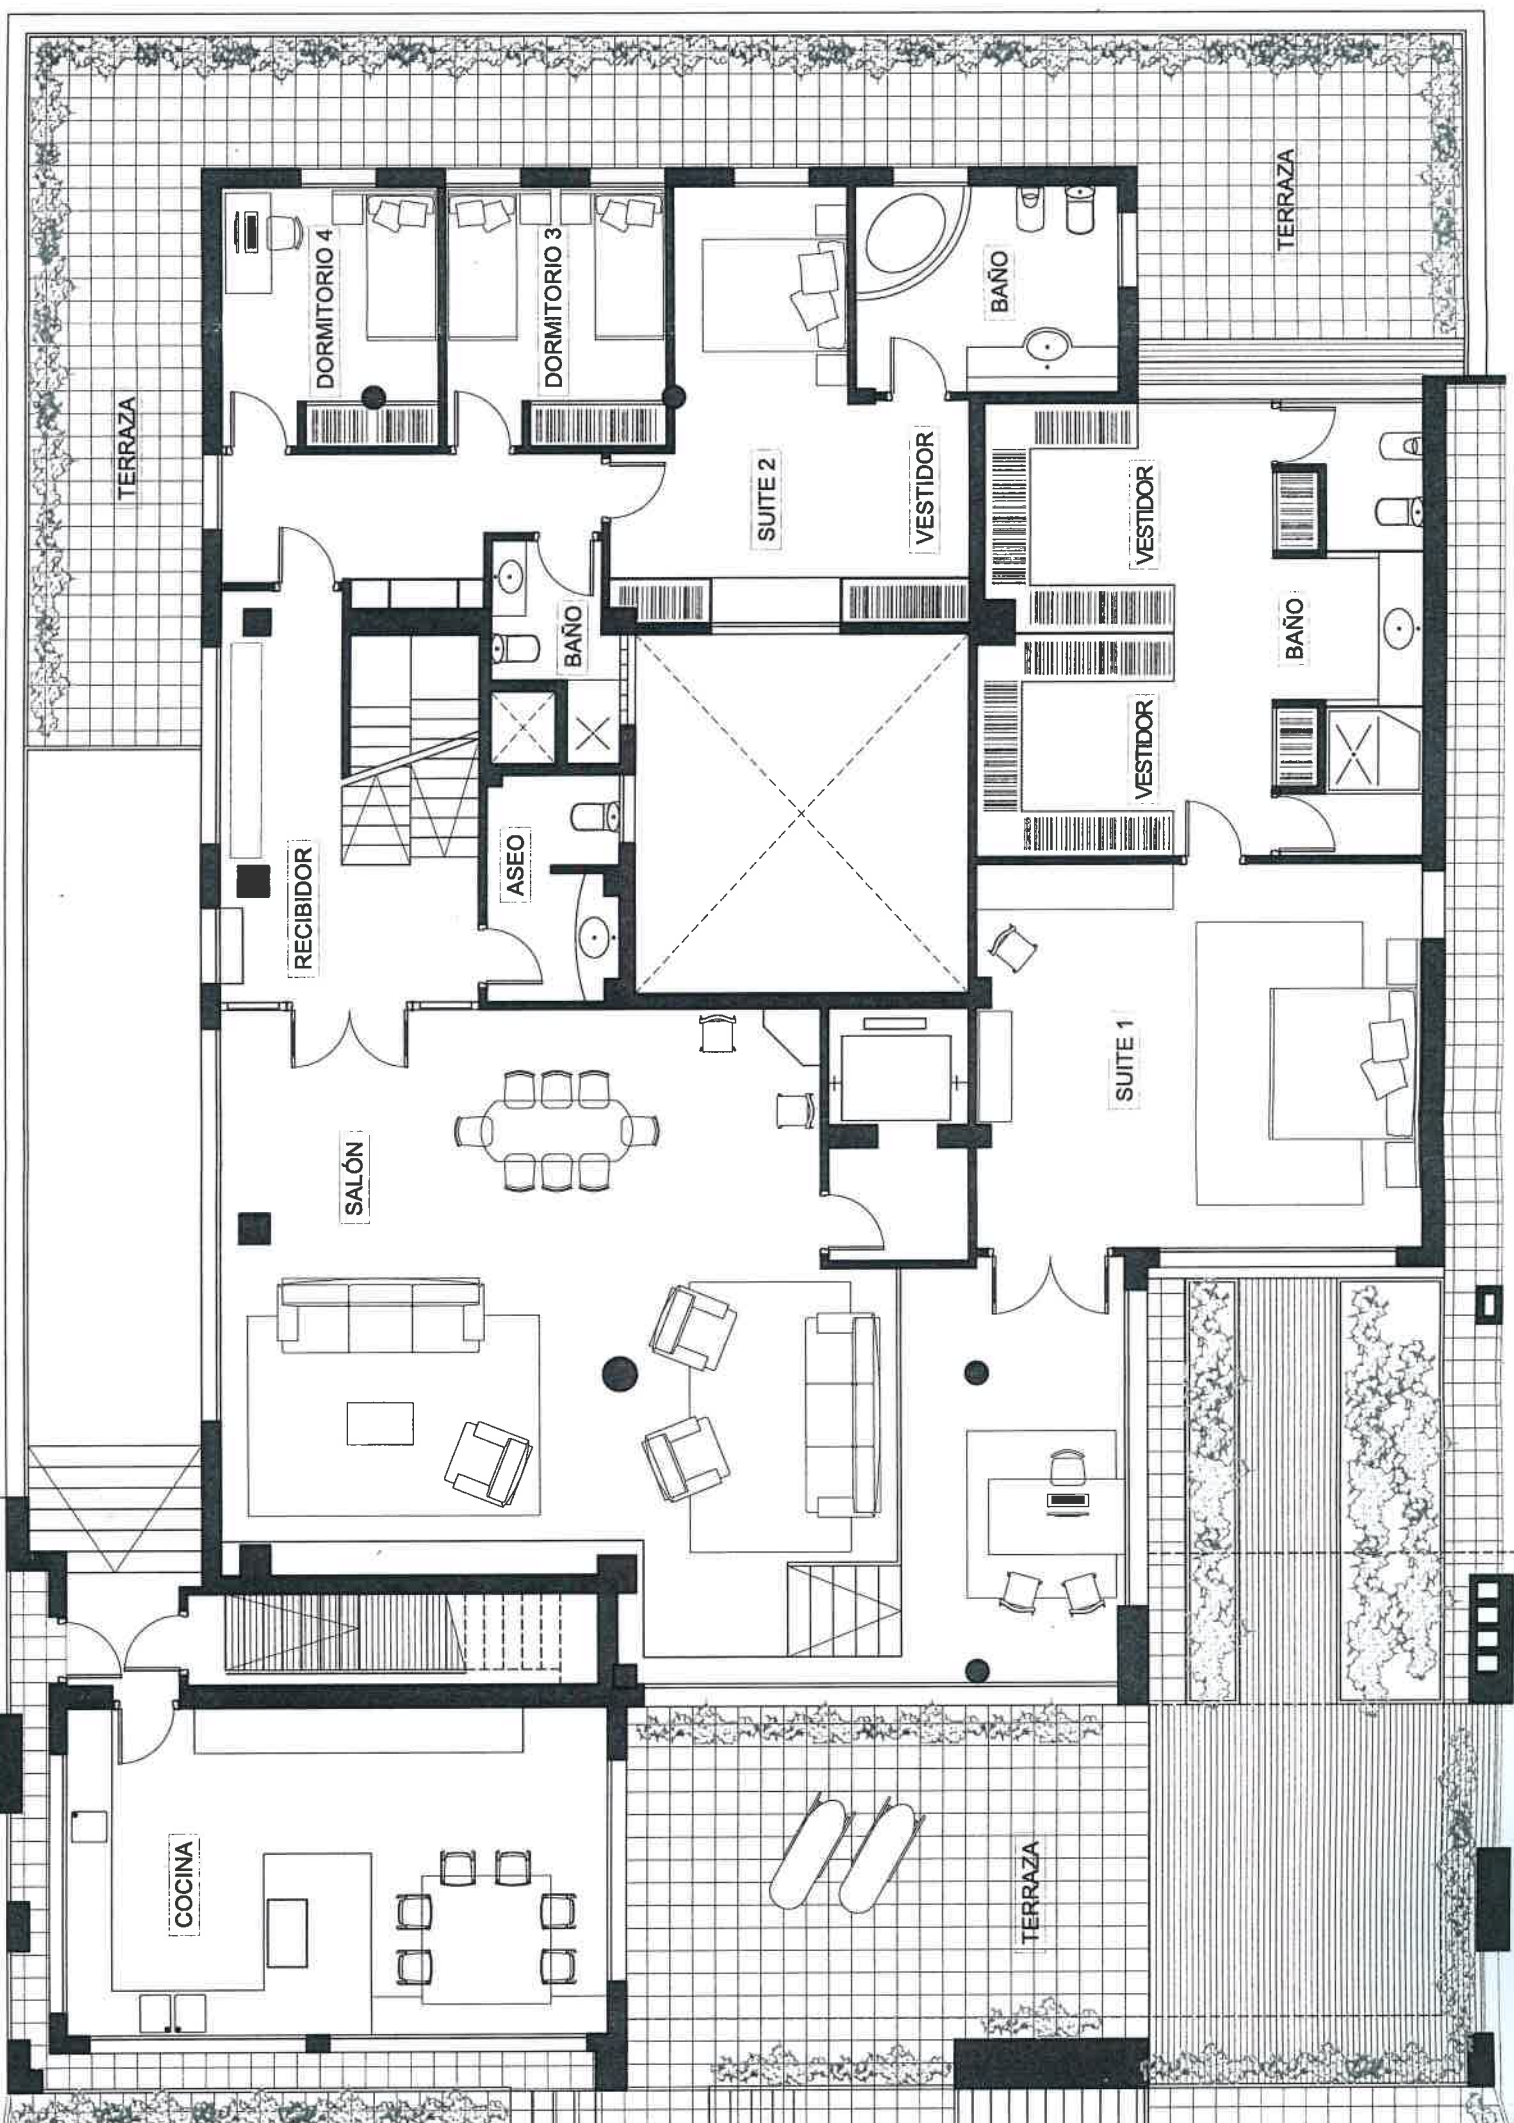 TERRAZA
DORMITORIO 4
DORMITORIO 3
BAÑO
TERRAZA
TERRAZA
SUITE 2
VESTIDOR
VESTIDOR
BAÑO
BAÑO
VESTIDOR
RECIBIDOR
ASEO
SALÓN
SUITE 1
COCINA
TERRAZA